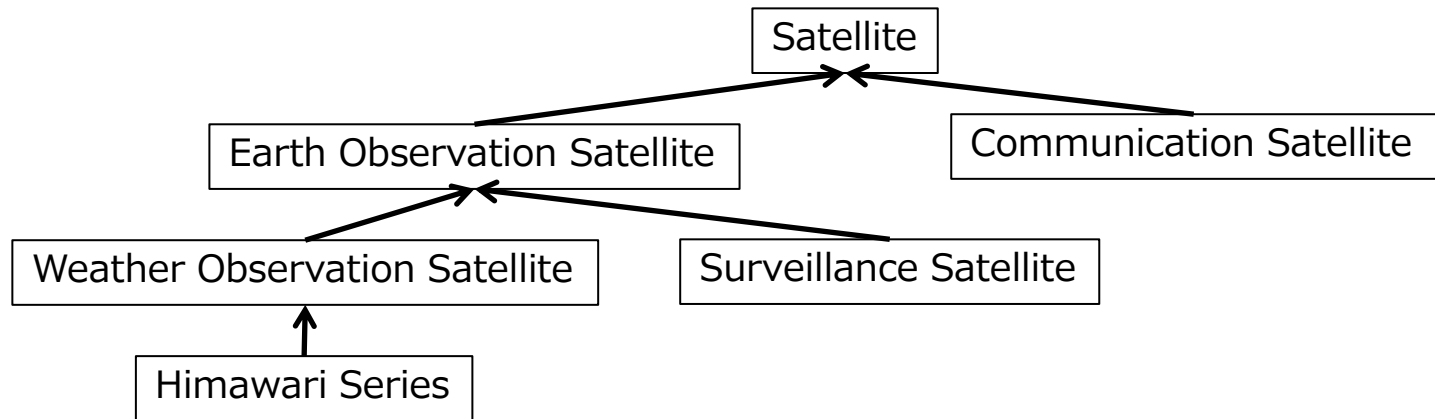 Satellite
Earth Observation Satellite
Communication Satellite
Weather Observation Satellite
Surveillance Satellite
Himawari Series